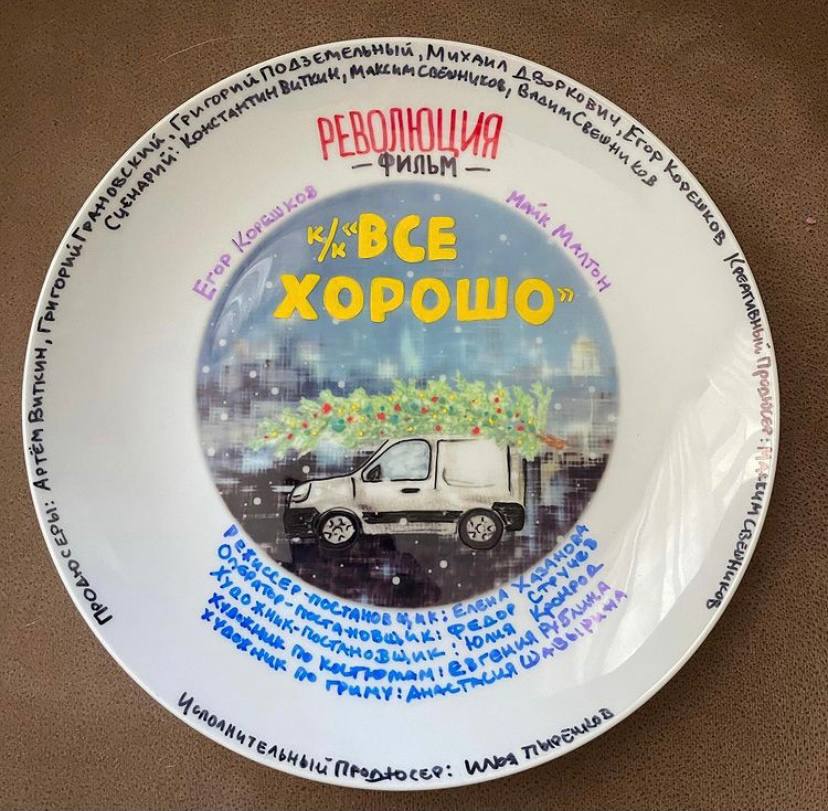 Продюсеры: Артём Виткин, Григорий Грановский, Григорий Подземельный, Михаил Дворкович, Егор Корешков
Сценарий: Константин Виткин, Максим Свешников, Вадим Свешников
Креативный Продюсер: Максим Свешников
РЕВОЛЮЦИЯ
— ФИЛЬМ —
Егор Корешков
Майк Малтон
к/к «ВСЕ
ХОРОШО»
Режиссер-постановщик: Елена Хазанова
Оператор-постановщик: Федор Стручев
Художник-постановщик: Юлия Кронрод
Художник по костюмам: Евгения Рублина
Художник по гриму: Анастасия Шавырина
Исполнительный Продюсер: Илья Пырёшков